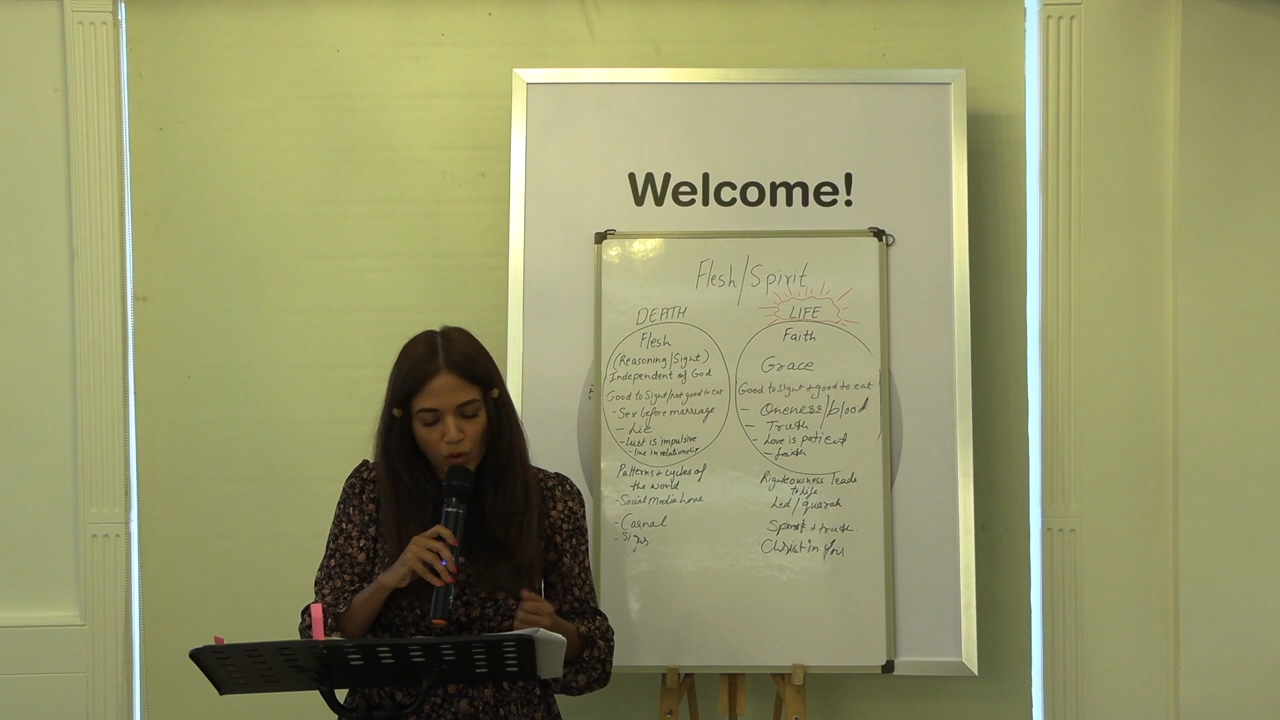 Welcome!
Flesh/Spirit
DEATH
Flesh
(Reasoning/Sight)
Independent of God
Good to Sight/not good to eat
- Sex before marriage
- Lie
- Lust is impulsive
- in relationship
Patterns + cycles of
the world
- Social Media
- Carnal
- Signs
LIFE
Faith
Grace
Good to Sight + good to eat
- Oneness/blood
- Truth
- Love is patient
- faith
Righteousness leads
to life
Led /
Spirit + truth.
Christ in you